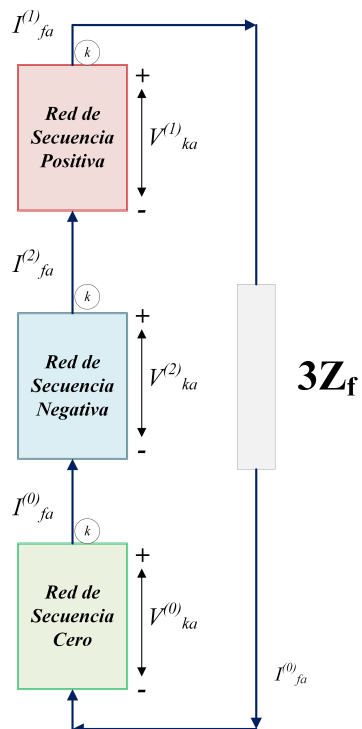 I⁽¹⁾fa
k
+
Red de
Secuencia
Positiva
V⁽¹⁾ka
-
I⁽²⁾fa
k
+
Red de
Secuencia
Negativa
V⁽²⁾ka
-
3Zf
I⁽⁰⁾fa
k
+
Red de
Secuencia
Cero
V⁽⁰⁾ka
-
I⁽⁰⁾fa